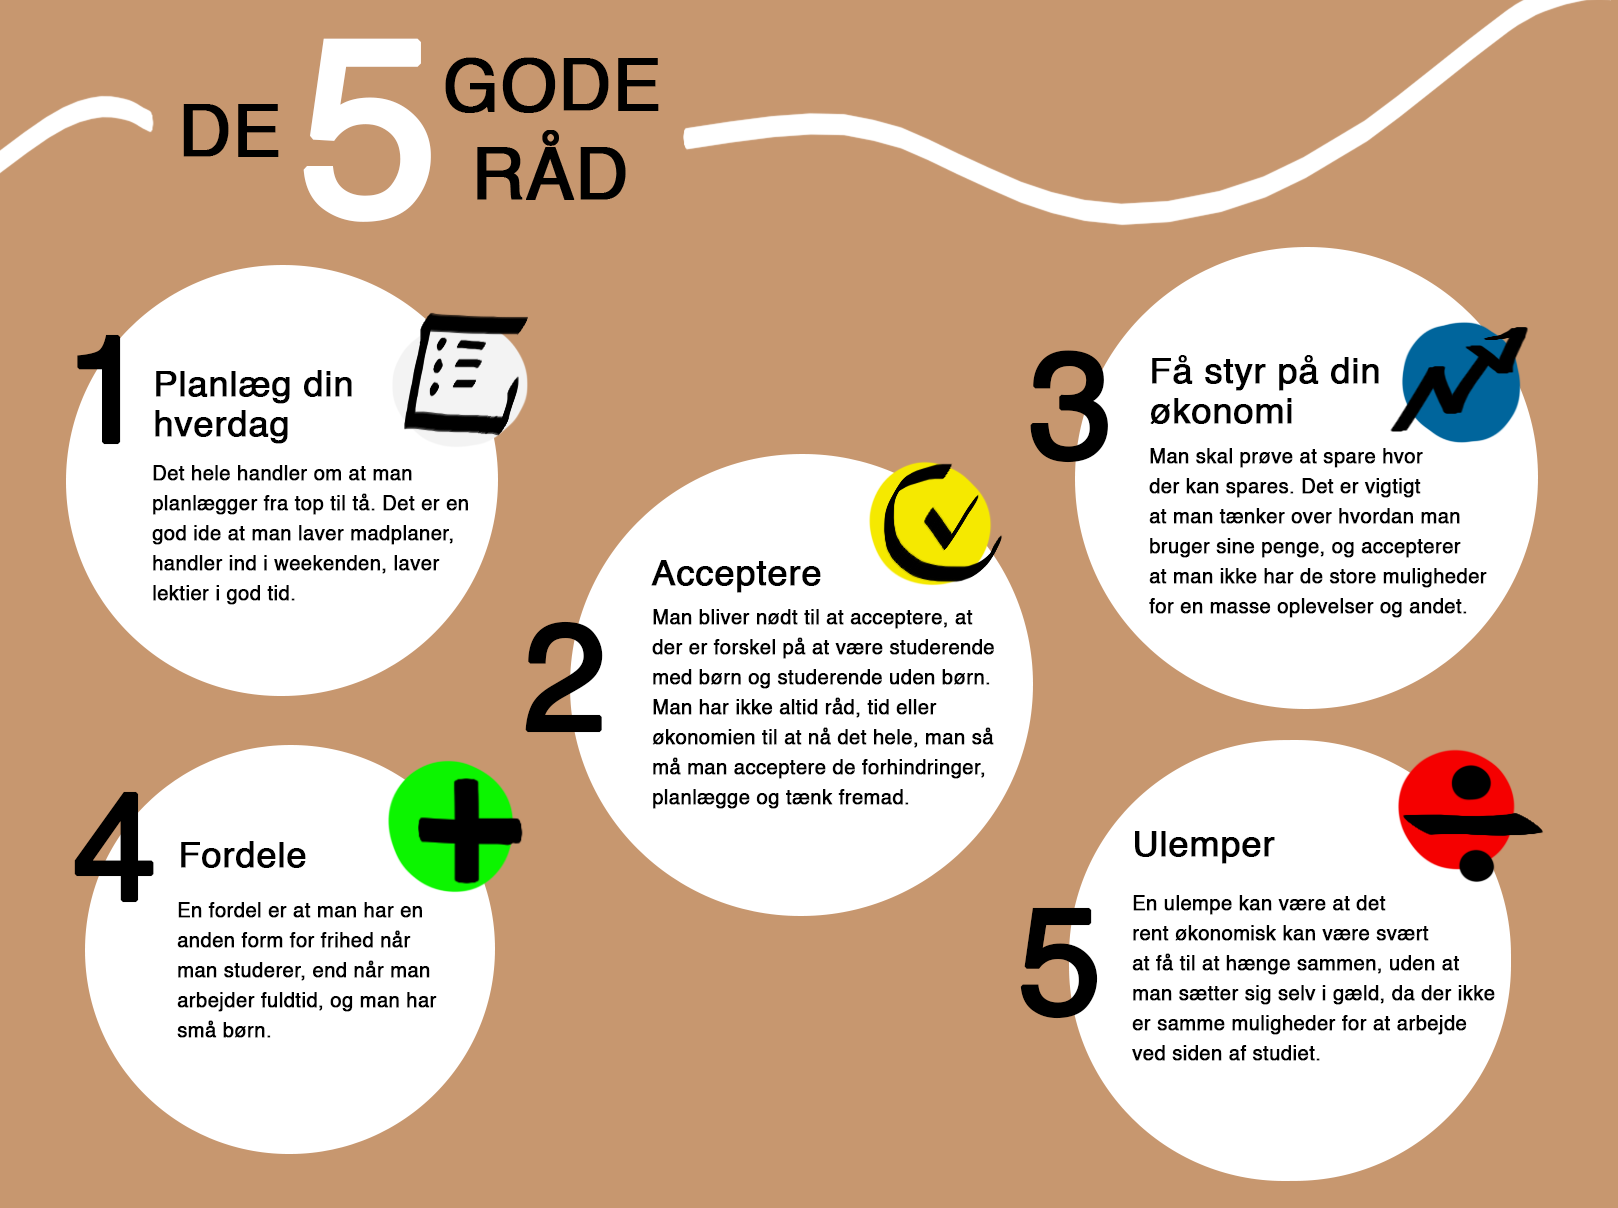 DE 5 GODE
RÅD
1
Planlæg din
hverdag
Det hele handler om at man
planlægger fra top til tå. Det er en
god ide at man laver madplaner,
handler ind i weekenden, laver
lektier i god tid.
2
Acceptere
Man bliver nødt til at acceptere, at
der er forskel på at være studerende
med børn og studerende uden børn.
Man har ikke altid råd, tid eller
økonomien til at nå det hele, man så
må man acceptere de forhindringer,
planlægge og tænk fremad.
3
Få styr på din
økonomi
Man skal prøve at spare hvor
der kan spares. Det er vigtigt
at man tænker over hvordan man
bruger sine penge, og accepterer
at man ikke har de store muligheder
for en masse oplevelser og andet.
4
Fordele
En fordel er at man har en
anden form for frihed når
man studerer, end når man
arbejder fuldtid, og man har
små børn.
5
Ulemper
En ulempe kan være at det
rent økonomisk kan være svært
at få til at hænge sammen, uden at
man sætter sig selv i gæld, da der ikke
er samme muligheder for at arbejde
ved siden af studiet.